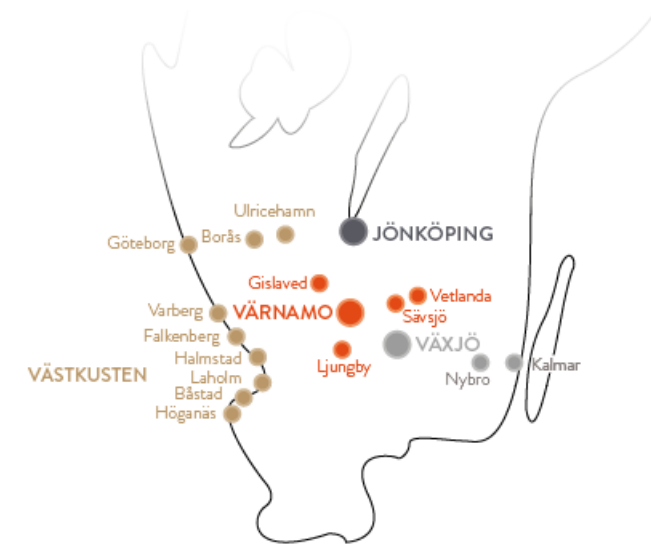 Ulricehamn
Göteborg
Borås
JÖNKÖPING
Gislaved
Vetlanda
Varberg
VÄRNAMO
Sävsjö
Falkenberg
VÄXJÖ
Halmstad
Ljungby
Kalmar
VÄSTKUSTEN
Laholm
Nybro
Båstad
Höganäs